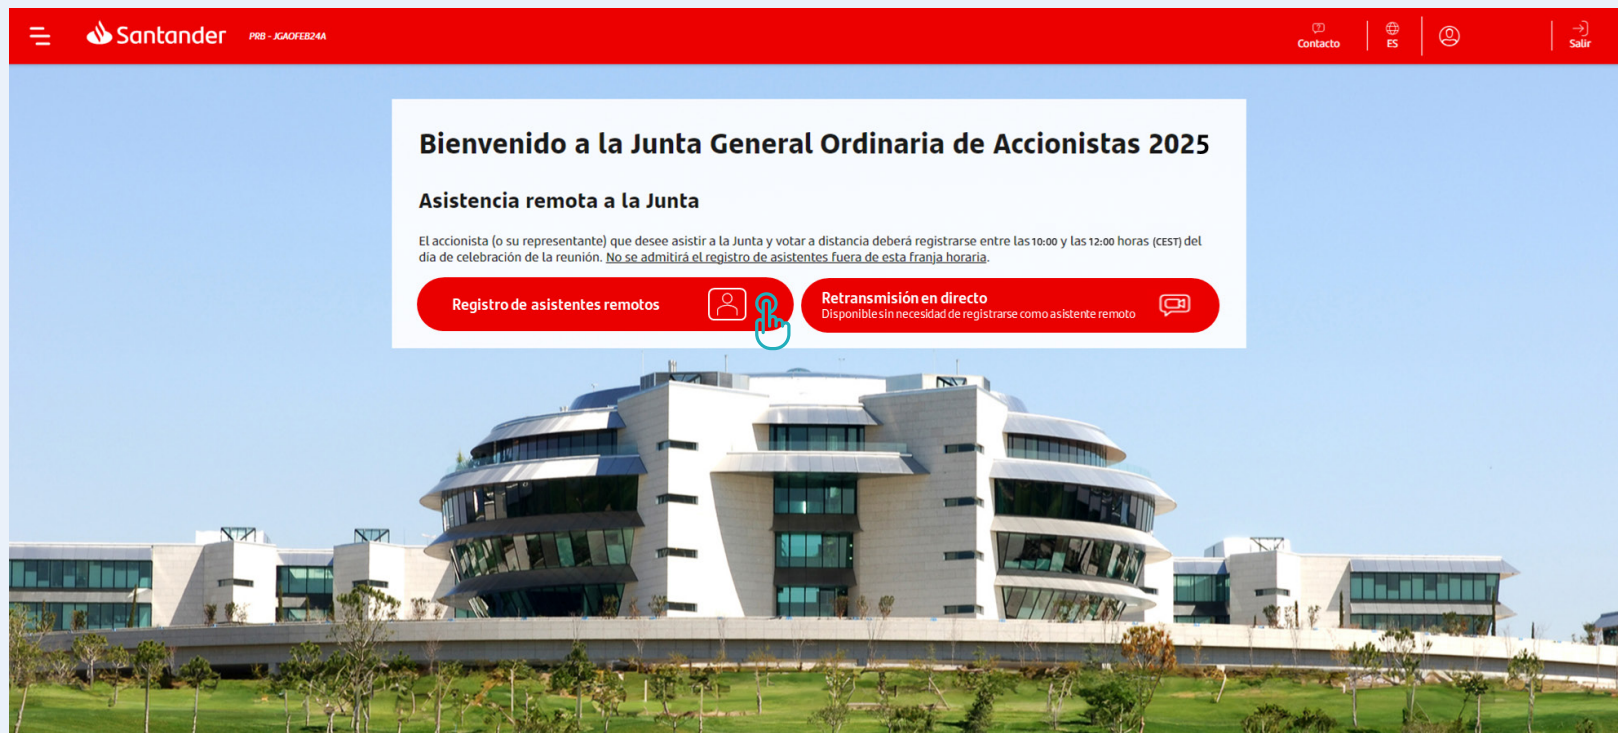 Santander PRB - JGAOFEB24A
Contacto
ES
Salir
Bienvenido a la Junta General Ordinaria de Accionistas 2025
Asistencia remota a la Junta
El accionista (o su representante) que desee asistir a la Junta y votar a distancia deberá registrarse entre las 10:00 y las 12:00 horas (CEST) del
día de celebración de la reunión. No se admitirá el registro de asistentes fuera de esta franja horaria.
Registro de asistentes remotos
Retransmisión en directo
Disponible sin necesidad de registrarse como asistente remoto